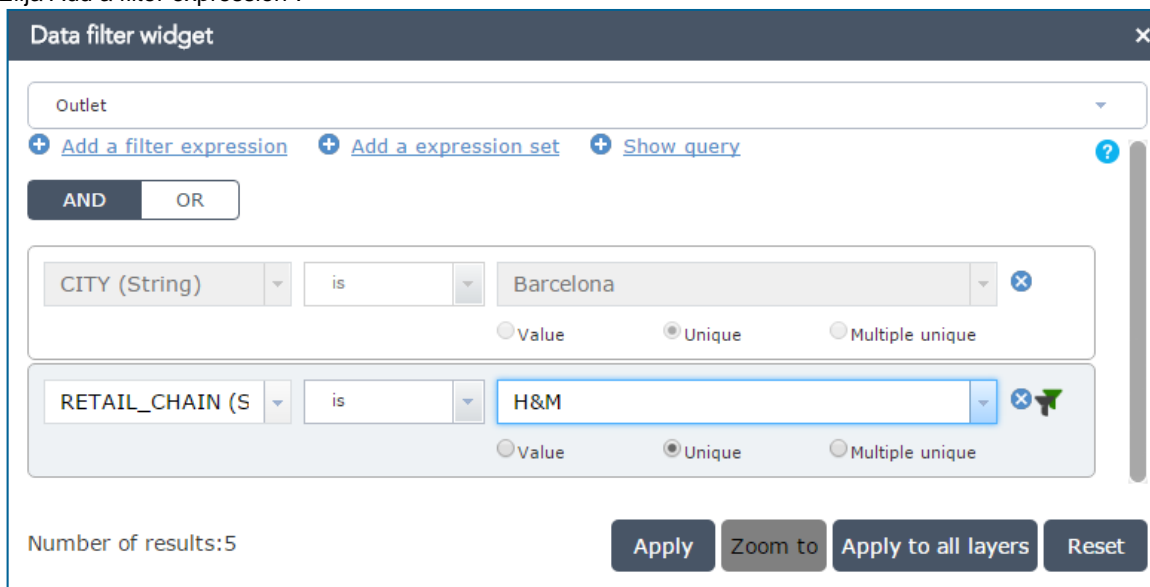 Data filter widget ×
Outlet
Add a filter expression Add a expression set Show query ?
AND OR
CITY (String) is Barcelona
Value Unique Multiple unique
RETAIL_CHAIN (S is H&M
Value Unique Multiple unique
Number of results:5 Apply Zoom to Apply to all layers Reset